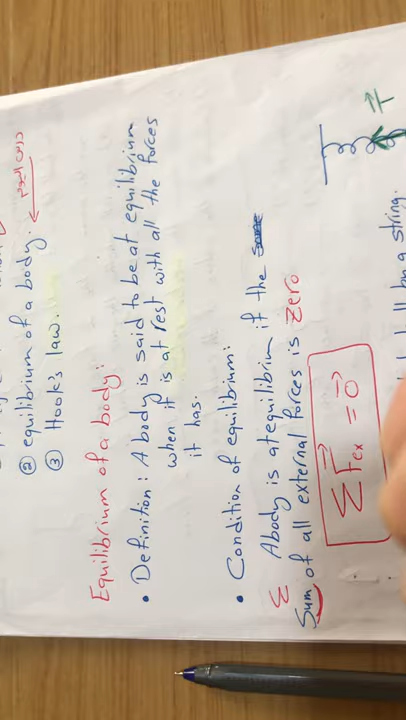 ② equilibrium of a body. درس اليوم
③ Hook's law.
Equilibrium of a body:
• Definition: A body is said to be at equilibrium
when it is at rest with all the forces
it has.
• Condition of equilibrium:
A body is at equilibrium if the
Σ
Sum of all external forces is zero
ΣF⃗ex = 0⃗
T
by a string.